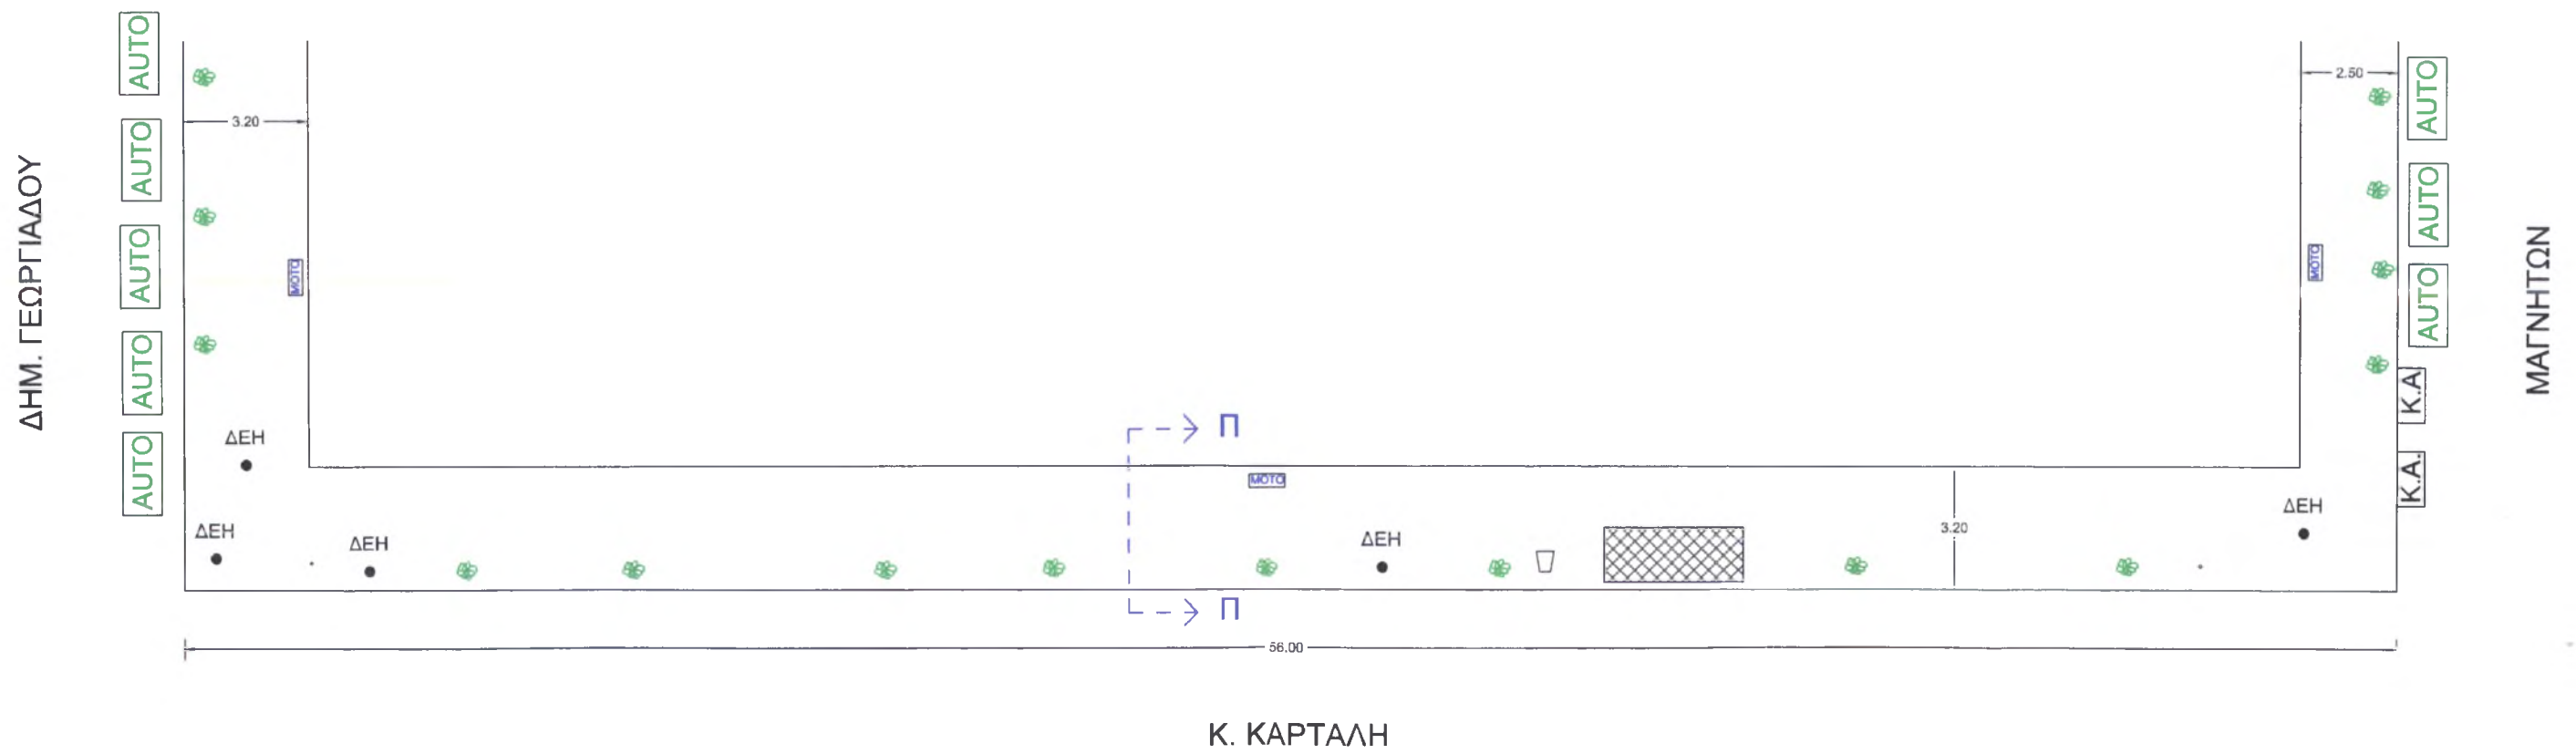 ΔΗΜ. ΓΕΩΡΓΙΑΔΟΥ
AUTO
AUTO
AUTO
AUTO
AUTO
3.20
MOTO
ΔΕΗ
ΔΕΗ
ΔΕΗ
Π
MOTO
Π
ΔΕΗ
3.20
ΔΕΗ
2.50
MOTO
AUTO
AUTO
AUTO
Κ.Α
Κ.Α.
ΜΑΓΝΗΤΩΝ
56.00
Κ. ΚΑΡΤΑΛΗ